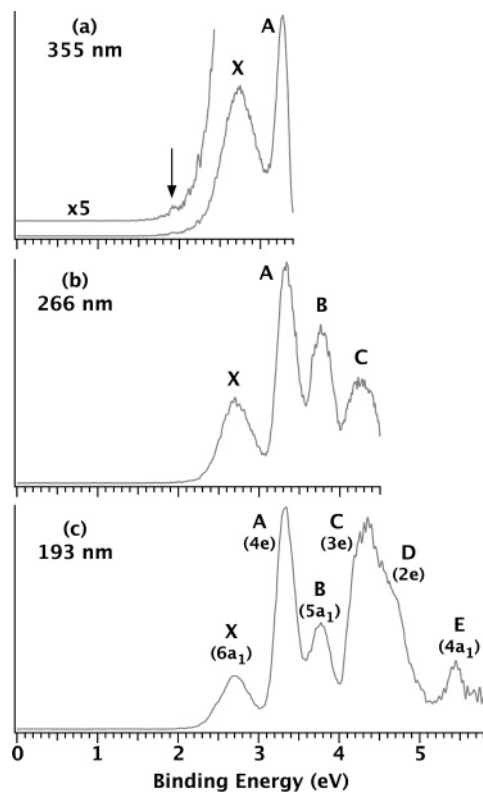 (a)
355 nm
A
X
x5
(b)
266 nm
A
B
C
X
(c)
193 nm
A
(4e)
C
(3e)
D
(2e)
B
(5a₁)
E
(4a₁)
X
(6a₁)
0 1 2 3 4 5
Binding Energy (eV)